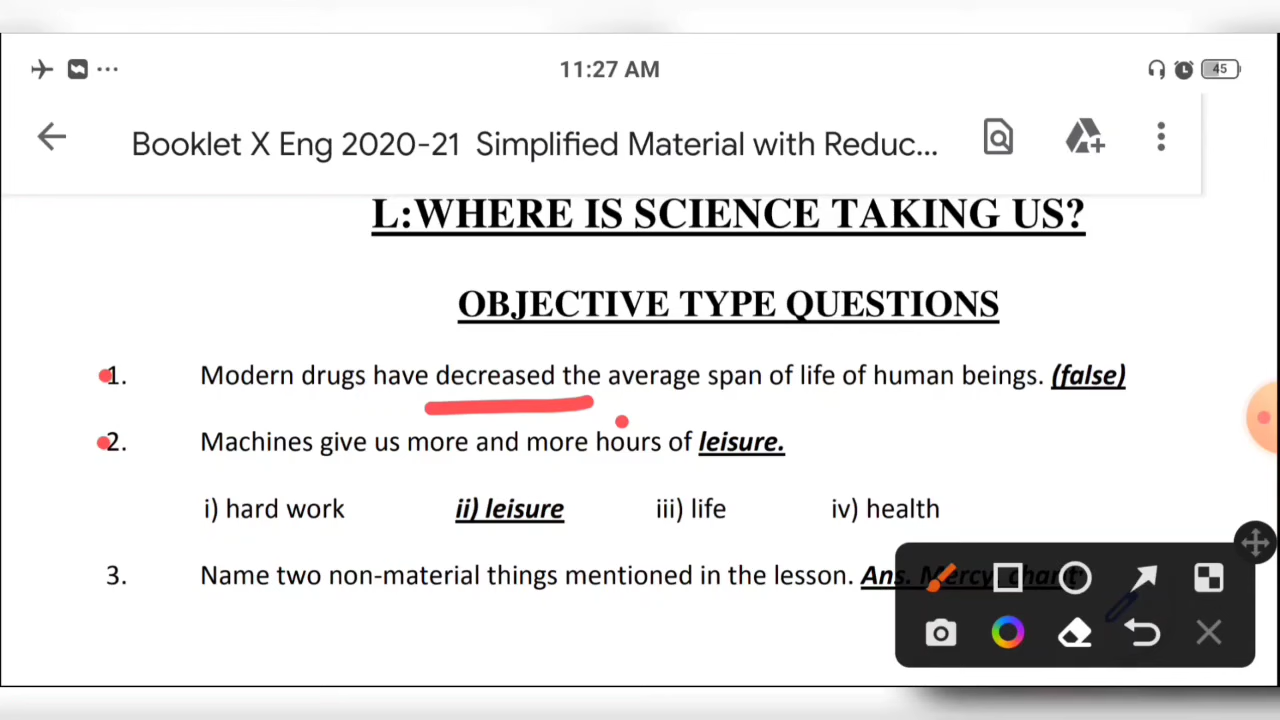 11:27 AM
45
Booklet X Eng 2020-21 Simplified Material with Reduc...
L:WHERE IS SCIENCE TAKING US?
OBJECTIVE TYPE QUESTIONS
1. Modern drugs have decreased the average span of life of human beings. (false)
2. Machines give us more and more hours of leisure.
i) hard work ii) leisure iii) life iv) health
3. Name two non-material things mentioned in the lesson. Ans. Mercy,